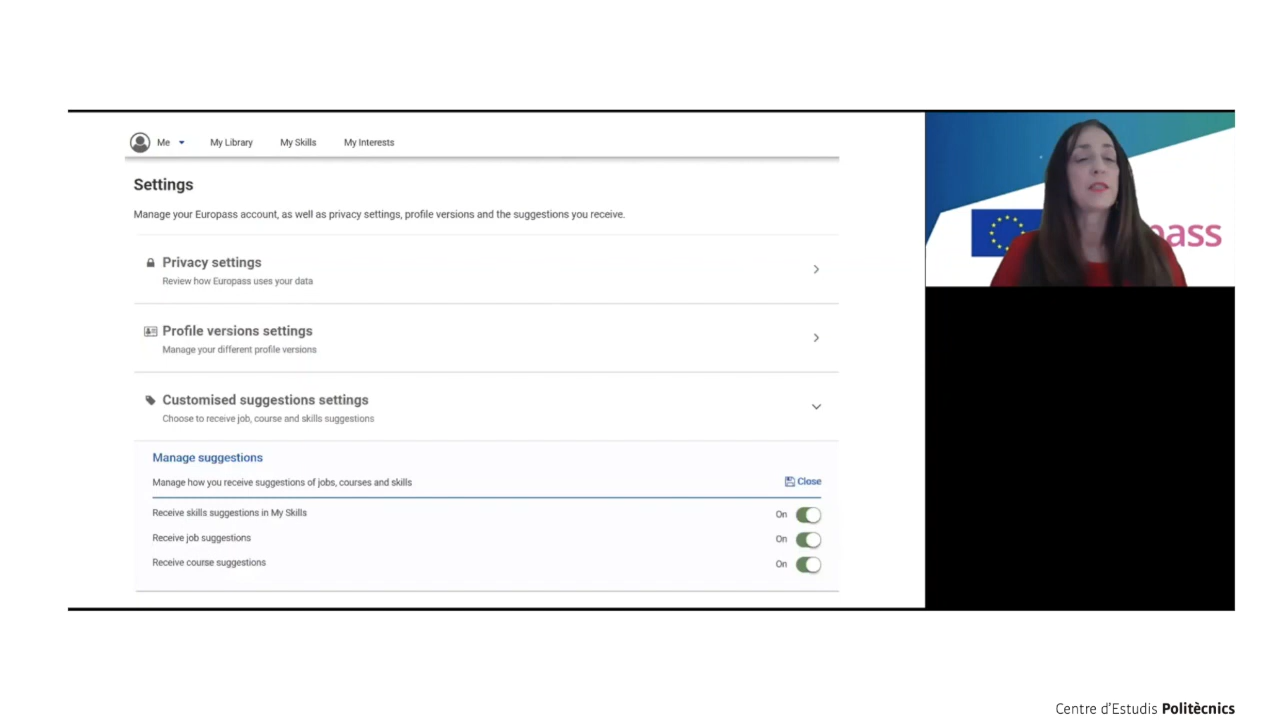 Me
My Library
My Skills
My Interests
Settings
Manage your Europass account, as well as privacy settings, profile versions and the suggestions you receive.
Privacy settings
Review how Europass uses your data
Profile versions settings
Manage your different profile versions
Customised suggestions settings
Choose to receive job, course and skills suggestions
Manage suggestions
Manage how you receive suggestions of jobs, courses and skills
Close
Receive skills suggestions in My Skills
On
Receive job suggestions
On
Receive course suggestions
On
pass
Centre d'Estudis Politècnics